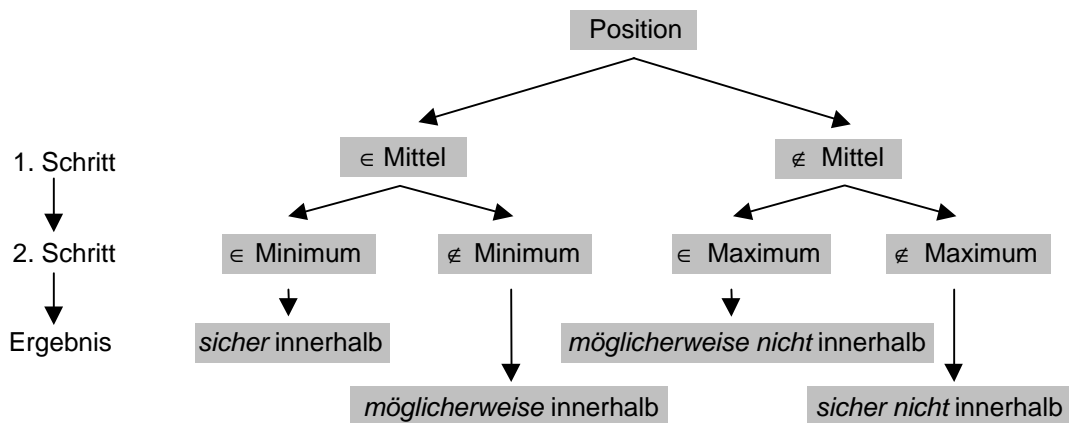 Position
1. Schritt
∈ Mittel
∉ Mittel
2. Schritt
∈ Minimum
∉ Minimum
∈ Maximum
∉ Maximum
Ergebnis
sicher innerhalb
möglicherweise nicht innerhalb
möglicherweise innerhalb
sicher nicht innerhalb